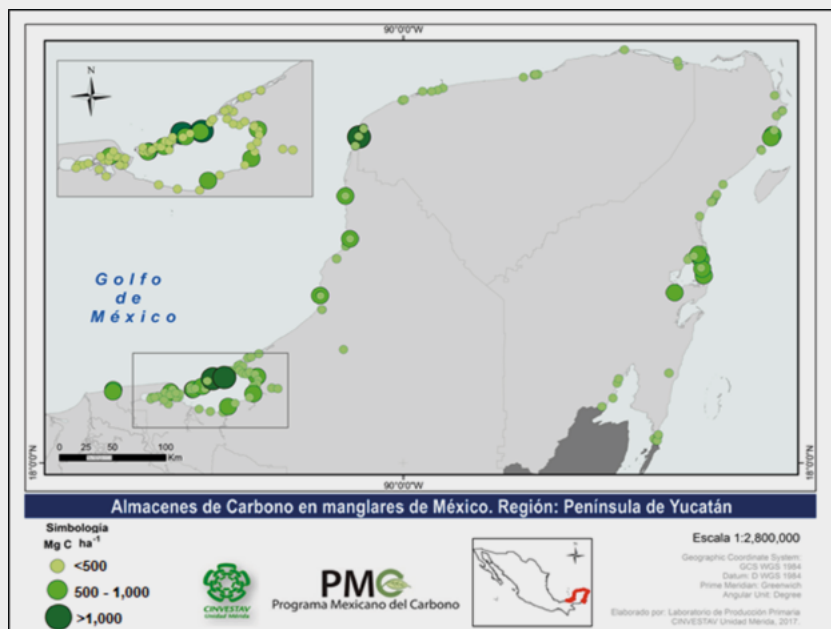 90°0'0"W
N
Golfo
de
México
0 25 50 100
Km
18°0'0"N
18°0'0"N
90°0'0"W
Almacenes de Carbono en manglares de México. Región: Península de Yucatán
Simbología
Mg C ha⁻¹
<500
500 - 1,000
>1,000
CINVESTAV
Unidad Mérida
PMC
Programa Mexicano del Carbono
Escala 1:2,800,000
Geographic Coordinate System:
GCS WGS 1984
Datum: D WGS 1984
Prime Meridian: Greenwich
Angular Unit: Degree
Elaborado por: Laboratorio de Producción Primaria
CINVESTAV Unidad Mérida, 2017.